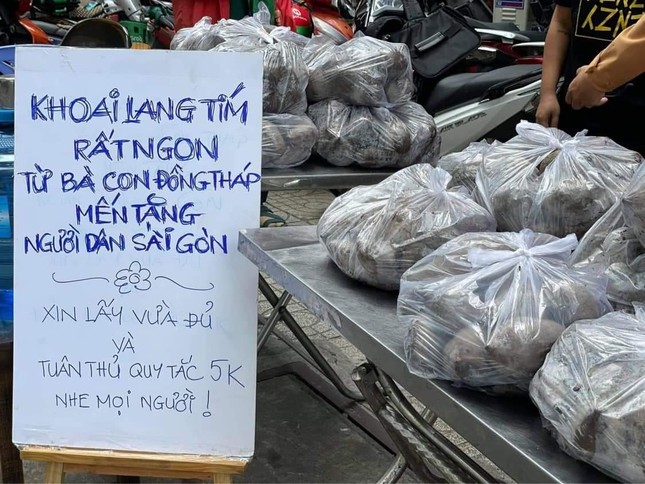 KHOAI LANG TÍM
RẤT NGON
TỪ BÀ CON ĐỒNG THÁP
MẾN TẶNG
NGƯỜI DÂN SÀI GÒN
XIN LẤY VỪA ĐỦ
VÀ
TUÂN THỦ QUY TẮC 5K
NHE MỌI NGƯỜI !